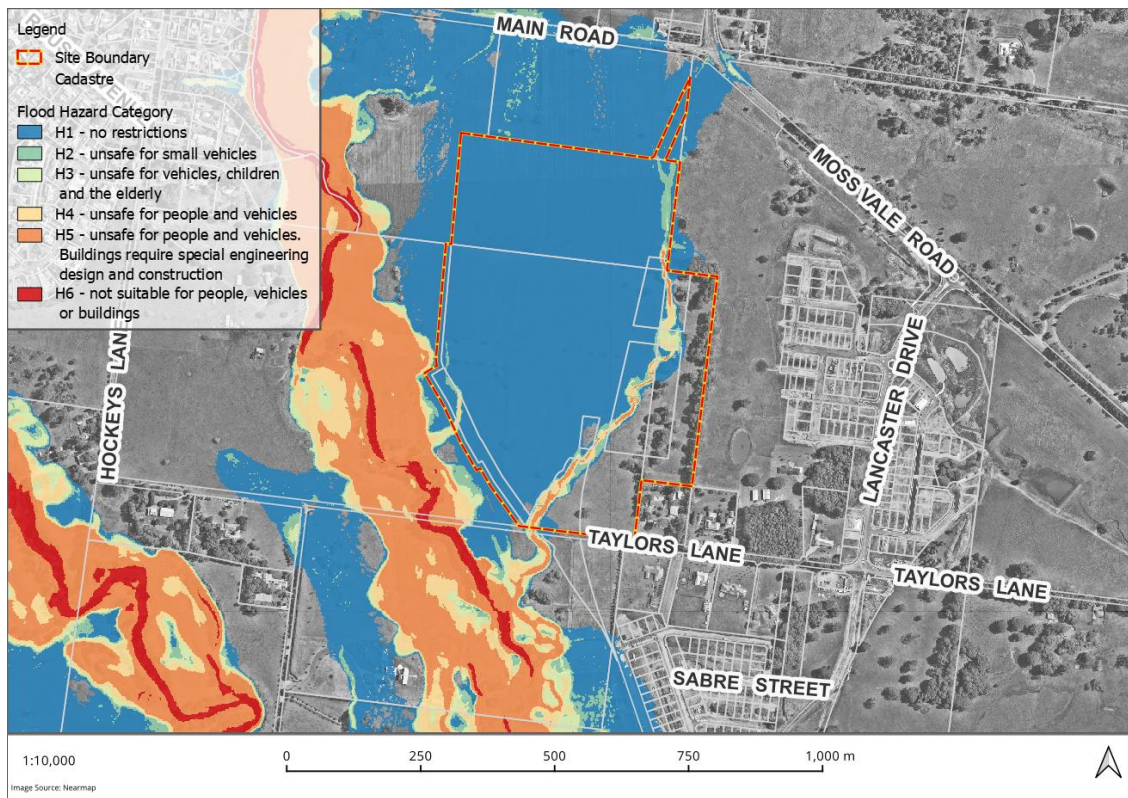 Legend
Site Boundary
Cadastre
Flood Hazard Category
H1 - no restrictions
H2 - unsafe for small vehicles
H3 - unsafe for vehicles, children
and the elderly
H4 - unsafe for people and vehicles
H5 - unsafe for people and vehicles.
Buildings require special engineering
design and construction
H6 - not suitable for people, vehicles
or buildings
MAIN ROAD
MOSS VALE ROAD
HOCKEYS LANE
LANCASTER DRIVE
TAYLORS LANE
TAYLORS LANE
SABRE STREET
1:10,000
0 250 500 750 1,000 m
Image Source: Nearmap